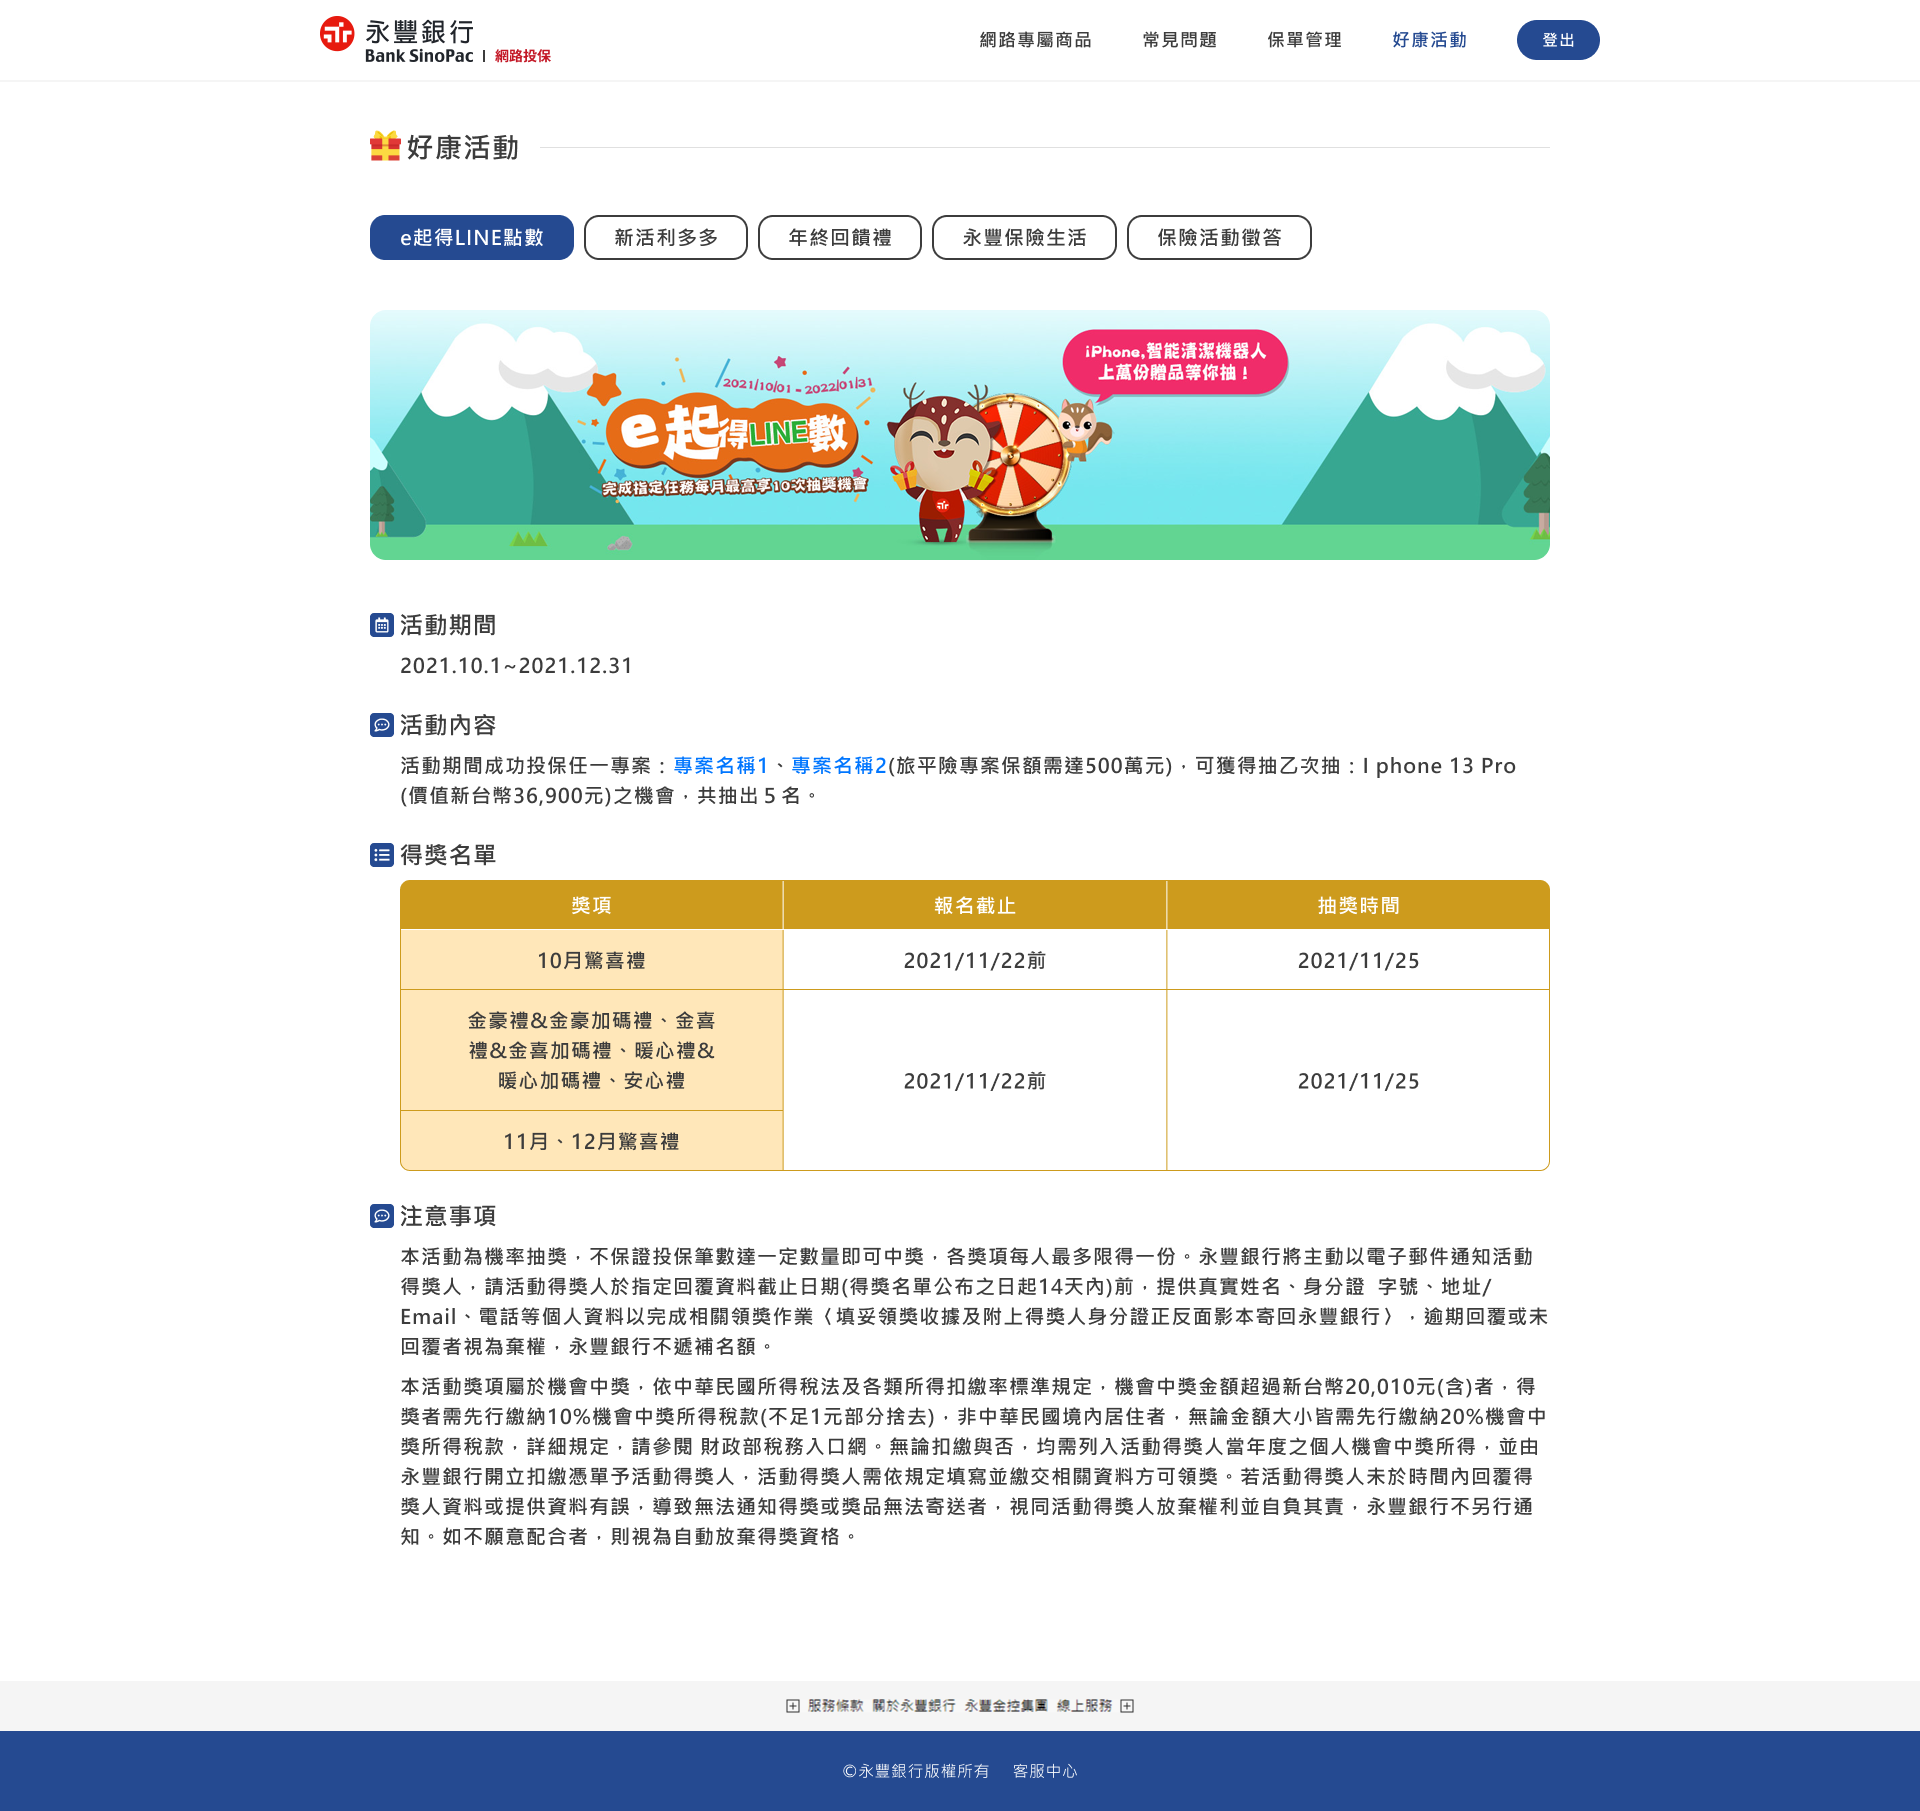 永豐銀行
Bank SinoPac | 網路投保
網路專屬商品 常見問題 保單管理 好康活動 登出
好康活動
e起得LINE點數 新活利多多 年終回饋禮 永豐保險生活 保險活動徵答
iPhone,智能清潔機器人
上萬份贈品等你抽！
2021/10/01 - 2022/01/31
e起得LINE數
完成指定任務每月最高享10次抽獎機會
活動期間
2021.10.1~2021.12.31
活動內容
活動期間成功投保任一專案：專案名稱1、專案名稱2(旅平險專案保額需達500萬元)，可獲得抽乙次抽：I phone 13 Pro
(價值新台幣36,900元)之機會，共抽出５名。
得獎名單
獎項 報名截止 抽獎時間
10月驚喜禮 2021/11/22前 2021/11/25
金豪禮&金豪加碼禮、金喜
禮&金喜加碼禮、暖心禮&
暖心加碼禮、安心禮
2021/11/22前 2021/11/25
11月、12月驚喜禮
注意事項
本活動為機率抽獎，不保證投保筆數達一定數量即可中獎，各獎項每人最多限得一份。永豐銀行將主動以電子郵件通知活動
得獎人，請活動得獎人於指定回覆資料截止日期(得獎名單公布之日起14天內)前，提供真實姓名、身分證 字號、地址/
Email、電話等個人資料以完成相關領獎作業〈填妥領獎收據及附上得獎人身分證正反面影本寄回永豐銀行〉，逾期回覆或未
回覆者視為棄權，永豐銀行不遞補名額。
本活動獎項屬於機會中獎，依中華民國所得稅法及各類所得扣繳率標準規定，機會中獎金額超過新台幣20,010元(含)者，得
獎者需先行繳納10%機會中獎所得稅款(不足1元部分捨去)，非中華民國境內居住者，無論金額大小皆需先行繳納20%機會中
獎所得稅款，詳細規定，請參閱 財政部稅務入口網。無論扣繳與否，均需列入活動得獎人當年度之個人機會中獎所得，並由
永豐銀行開立扣繳憑單予活動得獎人，活動得獎人需依規定填寫並繳交相關資料方可領獎。若活動得獎人未於時間內回覆得
獎人資料或提供資料有誤，導致無法通知得獎或獎品無法寄送者，視同活動得獎人放棄權利並自負其責，永豐銀行不另行通
知。如不願意配合者，則視為自動放棄得獎資格。
服務條款 關於永豐銀行 永豐金控集團 線上服務
©永豐銀行版權所有 客服中心